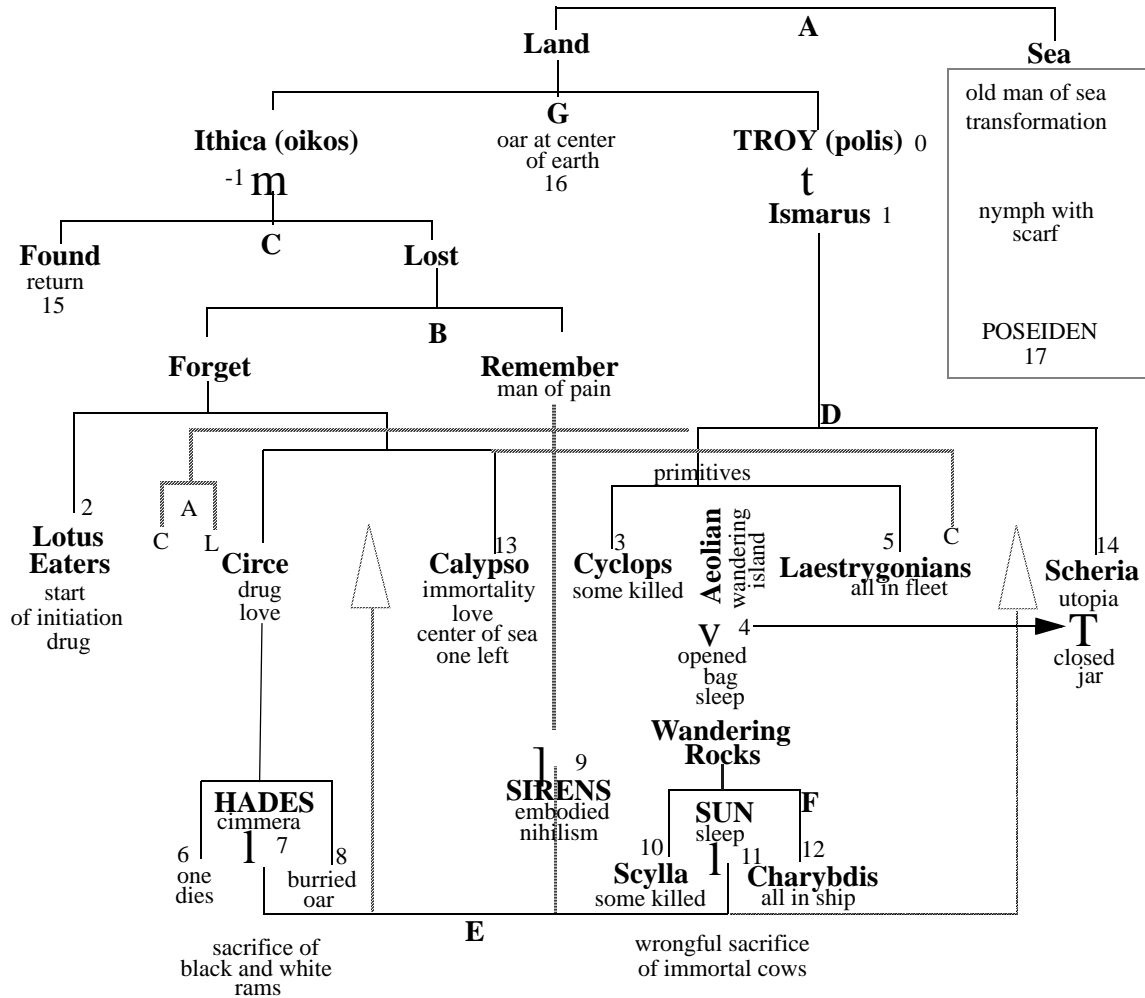 A
Land
Sea
old man of sea
transformation
nymph with
scarf
POSEIDEN
17
G
oar at center
of earth
16
Ithica (oikos)
-1 m
TROY (polis) 0
t
Ismarus 1
C
Found
return
15
Lost
B
Forget
Remember
man of pain
D
primitives
2
Lotus
Eaters
start
of initiation
drug
A
C
L
Circe
drug
love
13
Calypso
immortality
love
center of sea
one left
3
Cyclops
some killed
Aeolian
wandering
island
V 4
opened
bag
sleep
5
Laestrygonians
all in fleet
C
14
Scheria
utopia
T
closed
jar
Wandering
Rocks
HADES
cimmera
l 7
6
one
dies
8
burried
oar
l 9
SIRENS
embodied
nihilism
F
SUN
sleep
l 11
10
Scylla
some killed
12
Charybdis
all in ship
E
sacrifice of
black and white
rams
wrongful sacrifice
of immortal cows